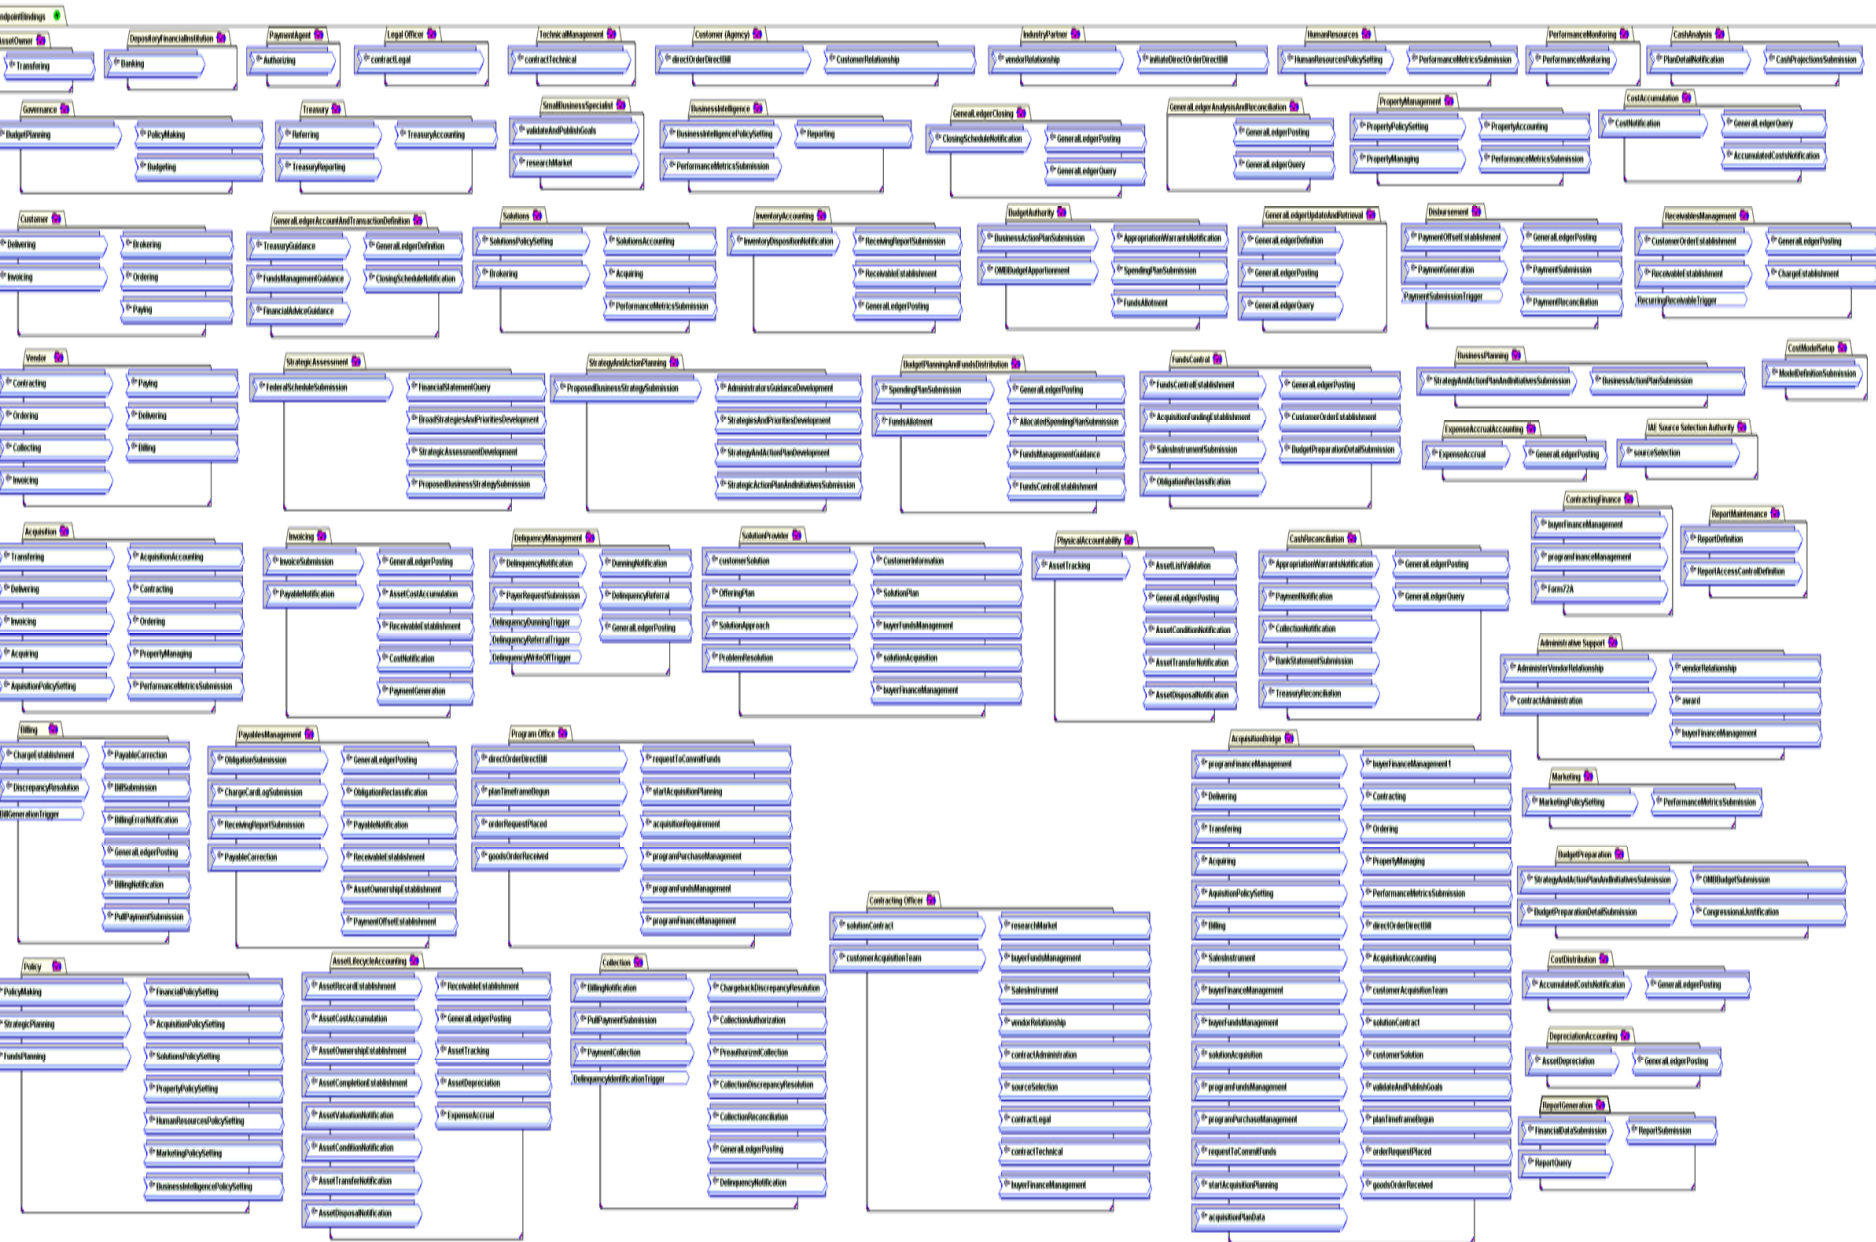 ndpointBindings
AssetOwner
Transfering
DepositoryFinancialInstitution
Banking
PaymentAgent
Authorizing
Legal Officer
contractLegal
TechnicalManagement
contractTechnical
Customer (Agency)
directOrderDirectBill
CustomerRelationship
IndustryPartner
vendorRelationship
initiateDirectOrderDirectBill
HumanResources
HumanResourcesPolicySetting
PerformanceMetricsSubmission
PerformanceMonitoring
PerformanceMonitoring
CashAnalysis
PlanDetailNotification
CashProjectionsSubmission
Governance
BudgetPlanning
PolicyMaking
Budgeting
Treasury
Referring
TreasuryAccounting
TreasuryReporting
SmallBusinessSpecialist
validateAndPublishGoals
researchMarket
BusinessIntelligence
BusinessIntelligencePolicySetting
Reporting
PerformanceMetricsSubmission
GenealLedgerClosing
ClosingScheduleNotification
GeneralLedgerPosting
GeneralLedgerQuery
GeneralLedgerAnalysisAndReconciliation
GeneralLedgerPosting
GeneralLedgerQuery
PropertyManagement
PropertyPolicySetting
PropertyAccounting
PropertyManaging
PerformanceMetricsSubmission
CostAccumulation
CostNotification
GeneralLedgerQuery
AccumulatedCostsNotification
Customer
Delivering
Brokering
Invoicing
Ordering
Paying
GeneralLedgerAccountAndTransactionDefinition
TreasuryGuidance
GeneralLedgerDefinition
FundsManagementGuidance
ClosingScheduleNotification
FinancialAdviceGuidance
Solutions
SolutionsPolicySetting
SolutionsAccounting
Brokering
Acquiring
PerformanceMetricsSubmission
InventoryAccounting
InventoryDispositionNotification
ReceivingReportSubmission
ReceivableEstablishment
GeneralLedgerPosting
BudgetAuthority
BusinessActionPlanSubmission
AppropriationWarrantsNotification
OMBBudgetApportionment
SpendingPlanSubmission
FundsAllotment
GeneralLedgerUpdateAndRetrieval
GeneralLedgerDefinition
GeneralLedgerPosting
GeneralLedgerQuery
Disbursement
PaymentOffsetEstablishment
GeneralLedgerPosting
PaymentGeneration
PaymentSubmission
PaymentSubmissionTrigger
PaymentReconciliation
ReceivablesManagement
CustomerOrderEstablishment
GeneralLedgerPosting
ReceivableEstablishment
ChargeEstablishment
RecurringReceivableTrigger
Vendor
Contracting
Paying
Ordering
Delivering
Collecting
Billing
Invoicing
StrategicAssessment
FederalScheduleSubmission
FinancialStatementQuery
BroadStrategiesAndPrioritiesDevelopment
StrategicAssessmentDevelopment
ProposedBusinessStrategySubmission
StrategyAndActionPlanning
ProposedBusinessStrategySubmission
AdministratorsGuidanceDevelopment
StrategiesAndPrioritiesDevelopment
StrategyAndActionPlanDevelopment
StrategicActionPlanAndInitiativesSubmission
BudgetPlanningAndFundsDistribution
SpendingPlanSubmission
GeneralLedgerPosting
FundsAllotment
AllocatedSpendingPlanSubmission
FundsManagementGuidance
FundsControlEstablishment
FundsControl
FundsControlEstablishment
GeneralLedgerPosting
AcquisitionFundingEstablishment
CustomerOrderEstablishment
SalesInstrumentSubmission
BudgetPreparationDetailSubmission
ObligationReclassification
BusinessPlanning
StrategyAndActionPlanAndInitiativesSubmission
BusinessActionPlanSubmission
CostModelSetup
ModelDefinitionSubmission
ExpenseAccrualAccounting
ExpenseAccrual
GeneralLedgerPosting
IAE Source Selection Authority
sourceSelection
ContractingFinance
buyerFinanceManagement
programFinanceManagement
Form72A
ReportMaintenance
ReportDefinition
ReportAccessControlDefinition
Acquisition
Transfering
AcquisitionAccounting
Delivering
Contracting
Invoicing
Ordering
Acquiring
PropertyManaging
AquisitionPolicySetting
PerformanceMetricsSubmission
Invoicing
InvoiceSubmission
GeneralLedgerPosting
PayableNotification
AssetCostAccumulation
ReceivableEstablishment
CostNotification
PaymentGeneration
DeliquencyManagement
DelinquencyNotification
DunningNotification
PayerRequestSubmission
DelinquencyReferral
DelinquencyDunningTrigger
GeneralLedgerPosting
DelinquencyReferralTrigger
DelinquencyWriteOffTrigger
SolutionProvider
customerSolution
CustomerInformation
OfferingPlan
SolutionPlan
SolutionApproach
buyerFundsManagement
ProblemResolution
solutionAcquisition
buyerFinanceManagement
PhysicalAccountability
AssetTracking
AssetListValidation
GeneralLedgerPosting
AssetConditionNotification
AssetTransferNotification
AssetDisposalNotification
CashReconciliation
AppropriationWarrantsNotification
GeneralLedgerPosting
PaymentNotification
GeneralLedgerQuery
CollectionNotification
BankStatementSubmission
TreasuryReconciliation
Administrative Support
AdministerVendorRelationship
vendorRelationship
contractAdministration
award
buyerFinanceManagement
Billing
ChargeEstablishment
PayableCorrection
DiscrepancyResolution
BillSubmission
BillGenerationTrigger
BillingErrorNotification
GeneralLedgerPosting
BillingNotification
PullPaymentSubmission
PayablesManagement
ObligationSubmission
GeneralLedgerPosting
ChargeCardLogSubmission
ObligationReclassification
ReceivingReportSubmission
PayableNotification
PayableCorrection
ReceivableEstablishment
AssetOwnershipEstablishment
PaymentOffsetEstablishment
Program Office
directOrderDirectBill
requestToCommitFunds
planTimeframeBegun
startAcquisitionPlanning
orderRequestPlaced
acquisitionRequirement
goodsOrderReceived
programPurchaseManagement
programFundsManagement
programFinanceManagement
Contracting Officer
solutionContract
researchMarket
customerAcquisitionTeam
buyerFundsManagement
SalesInstrument
vendorRelationship
contractAdministration
sourceSelection
contractLegal
contractTechnical
buyerFinanceManagement
AcquisitionBridge
programFinanceManagement
buyerFinanceManagement1
Delivering
Contracting
Transfering
Ordering
Acquiring
PropertyManaging
AquisitionPolicySetting
PerformanceMetricsSubmission
Billing
directOrderDirectBill
SalesInstrument
AcquisitionAccounting
buyerFinanceManagement
customerAcquisitionTeam
buyerFundsManagement
solutionContract
solutionAcquisition
customerSolution
programFundsManagement
validateAndPublishGoals
programPurchaseManagement
planTimeframeBegun
requestToCommitFunds
orderRequestPlaced
startAcquisitionPlanning
goodsOrderReceived
acquisitionPlanData
Marketing
MarketingPolicySetting
PerformanceMetricsSubmission
BudgetPreparation
StrategyAndActionPlanAndInitiativesSubmission
OMBBudgetSubmission
BudgetPreparationDetailSubmission
CongressionalJustification
CostDistribution
AccumulatedCostsNotification
GeneralLedgerPosting
DepreciationAccounting
AssetDepreciation
GeneralLedgerPosting
ReportGeneration
FinancialDataSubmission
ReportSubmission
ReportQuery
Policy
PolicyMaking
FinancialPolicySetting
StrategicPlanning
AcquisitionPolicySetting
FundsPlanning
SolutionsPolicySetting
PropertyPolicySetting
HumanResourcesPolicySetting
MarketingPolicySetting
BusinessIntelligencePolicySetting
AssetLifecycleAccounting
AssetRecordEstablishment
ReceivableEstablishment
AssetCostAccumulation
GeneralLedgerPosting
AssetOwnershipEstablishment
AssetTracking
AssetCompletionEstablishment
AssetDepreciation
AssetValuationNotification
ExpenseAccrual
AssetConditionNotification
AssetTransferNotification
AssetDisposalNotification
Collection
BillingNotification
ChargebackDiscrepancyResolution
PullPaymentSubmission
CollectionAuthorization
PaymentCollection
PreauthorizedCollection
DelinquencyIdentificationTrigger
CollectionDiscrepancyResolution
CollectionReconciliation
GeneralLedgerPosting
DelinquencyNotification